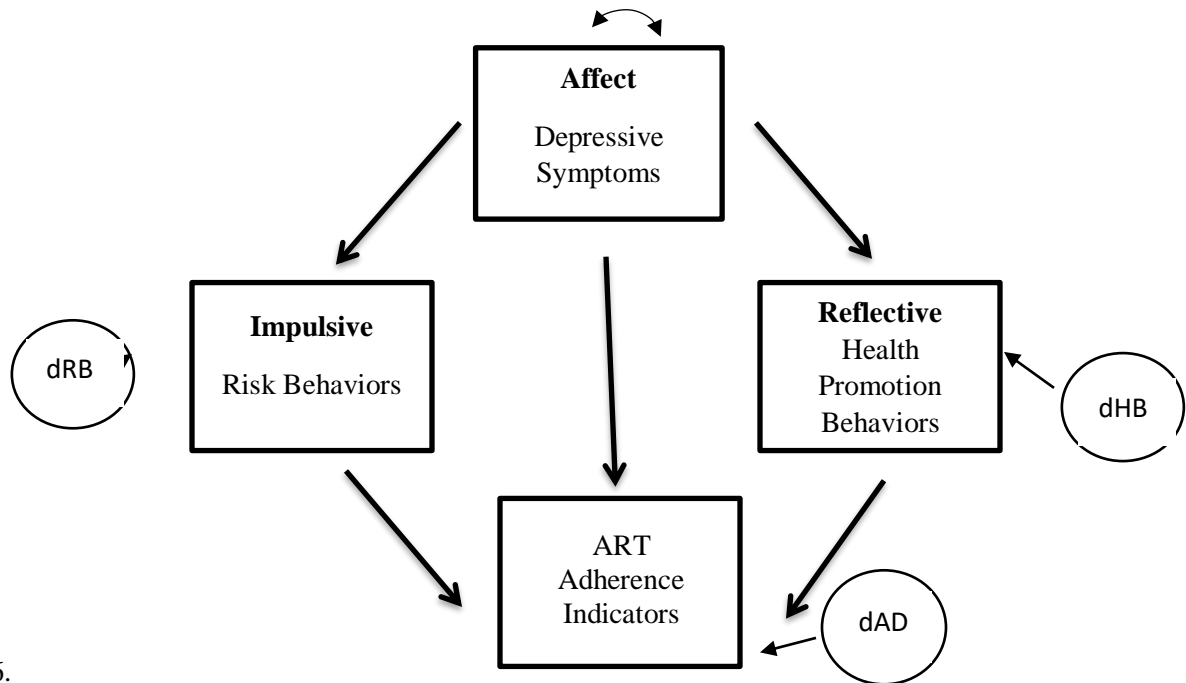 Affect
Depressive
Symptoms
Impulsive
Risk Behaviors
Reflective
Health
Promotion
Behaviors
dRB
dHB
ART
Adherence
Indicators
dAD